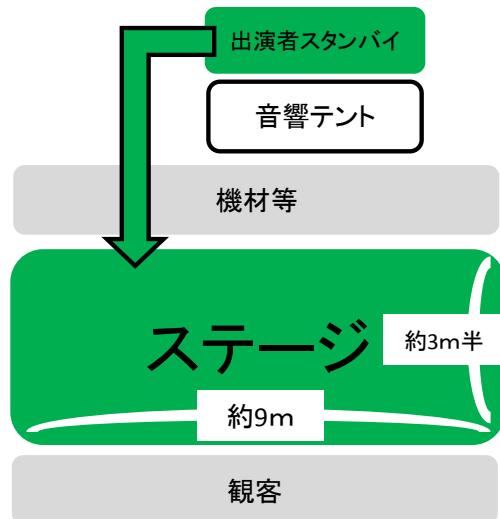 出演者スタンバイ
音響テント
機材等
ステージ
約3m半
約9m
観客